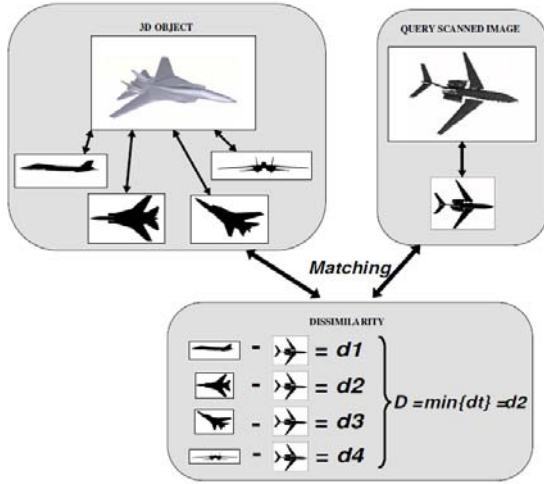 3D OBJECT
QUERY SCANNED IMAGE
Matching
DISSIMILARITY
- = d1
- = d2
- = d3
- = d4
D =min{dt} =d2